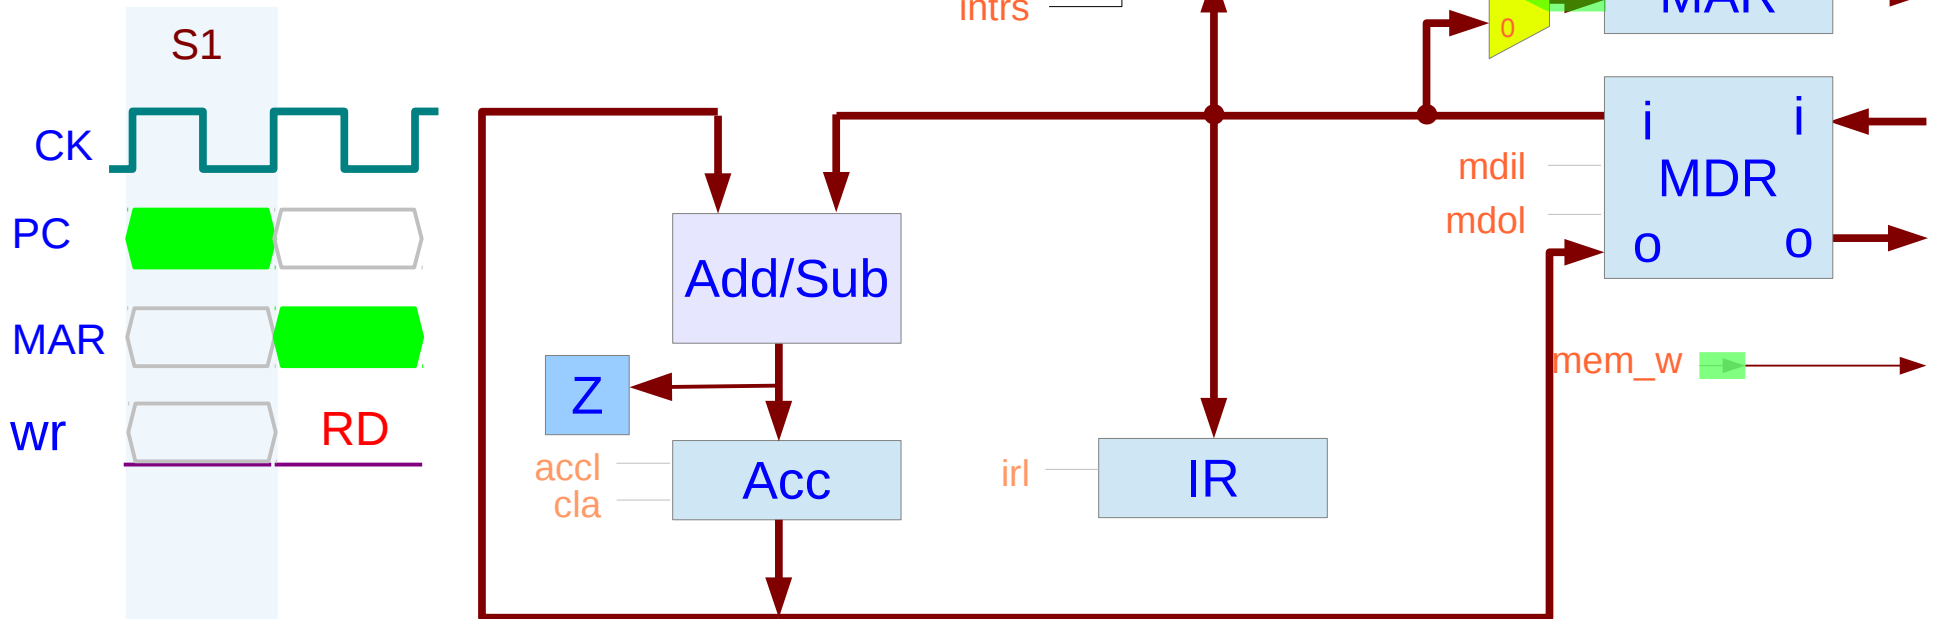 intrs
MAR
0
S1
CK
i
i
mdil
MDR
mdol
PC
o
o
Add/Sub
MAR
mem_w
Z
wr
RD
accl
Acc
cla
irl
IR